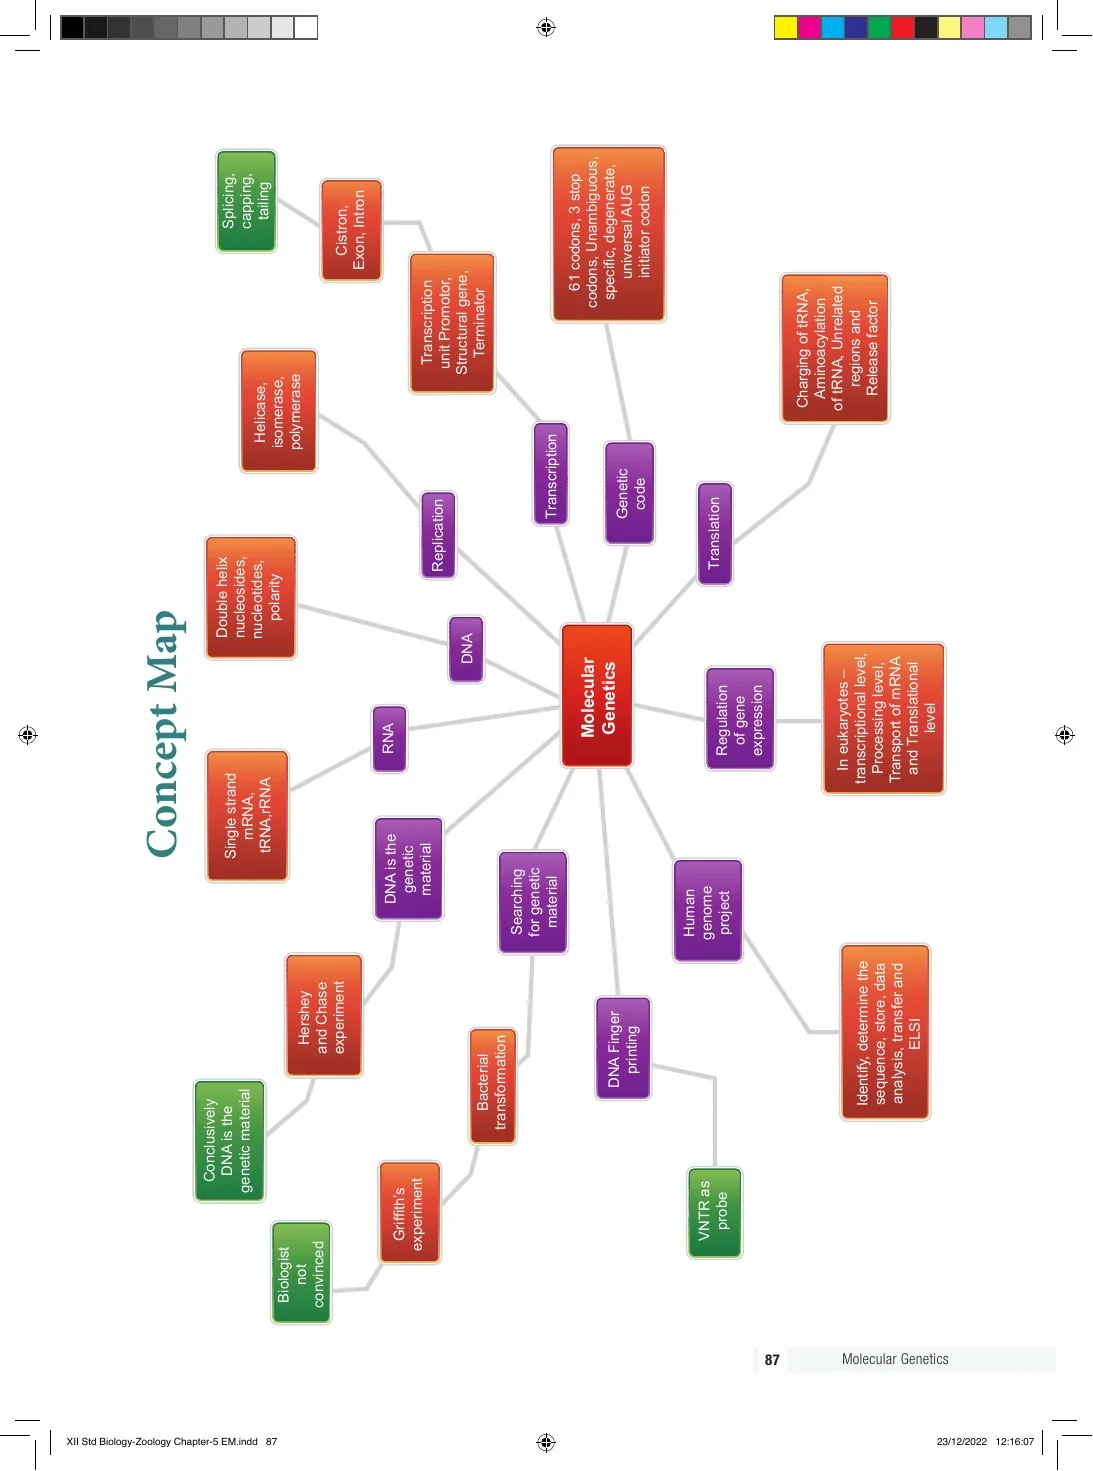 Concept Map
Splicing,
capping,
tailing
Cistron,
Exon, Intron
Transcription
unit Promotor,
Structural gene,
Terminator
61 codons, 3 stop
codons, Unambiguous,
specific, degenerate,
universal AUG
initiator codon
Helicase,
isomerase,
polymerase
Charging of tRNA,
Aminoacylation
of tRNA, Unrelated
regions and
Release factor
Transcription
Genetic
code
Replication
Translation
Double helix
nucleosides,
nucleotides,
polarity
DNA
Molecular
Genetics
RNA
Regulation
of gene
expression
In eukaryotes –
transcriptional level,
Processing level,
Transport of mRNA
and Translational
level
Single strand
mRNA,
tRNA,rRNA
DNA is the
genetic
material
Searching
for genetic
material
Human
genome
project
Hershey
and Chase
experiment
DNA Finger
printing
Identify, determine the
sequence, store, data
analysis, transfer and
ELSI
Bacterial
transformation
Conclusively
DNA is the
genetic material
Griffith's
experiment
VNTR as
probe
Biologist
not
convinced
87
Molecular Genetics
XII Std Biology-Zoology Chapter-5 EM.indd 87
23/12/2022 12:16:07